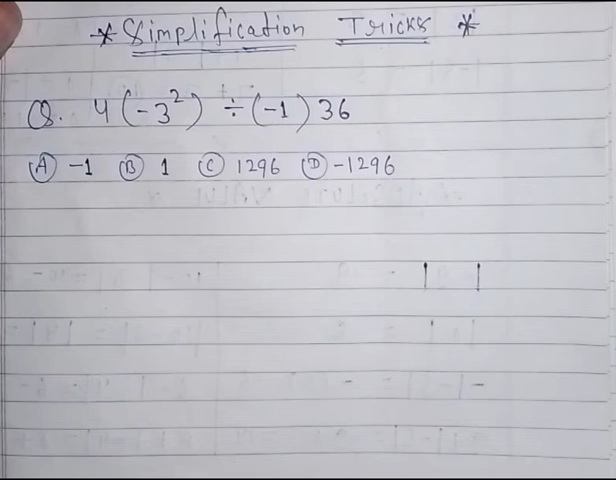 * Simplification Tricks *
Q. 4(-3²) ÷ (-1) 36
(A) -1 (B) 1 (C) 1296 (D) -1296